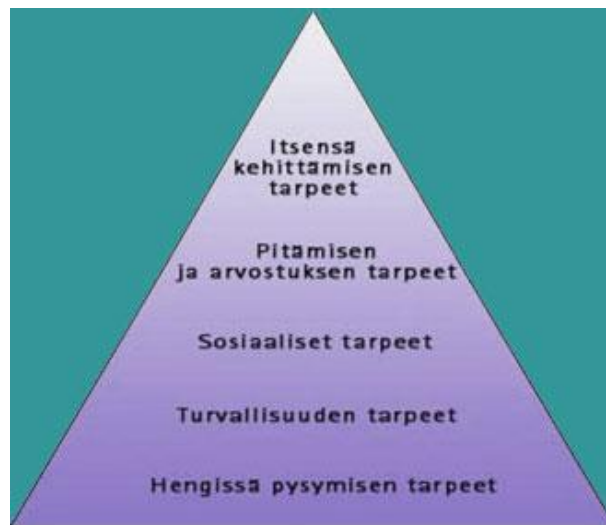 Itsensä
kehittämisen
tarpeet
Pitämisen
ja arvostuksen tarpeet
Sosiaaliset tarpeet
Turvallisuuden tarpeet
Hengissä pysymisen tarpeet